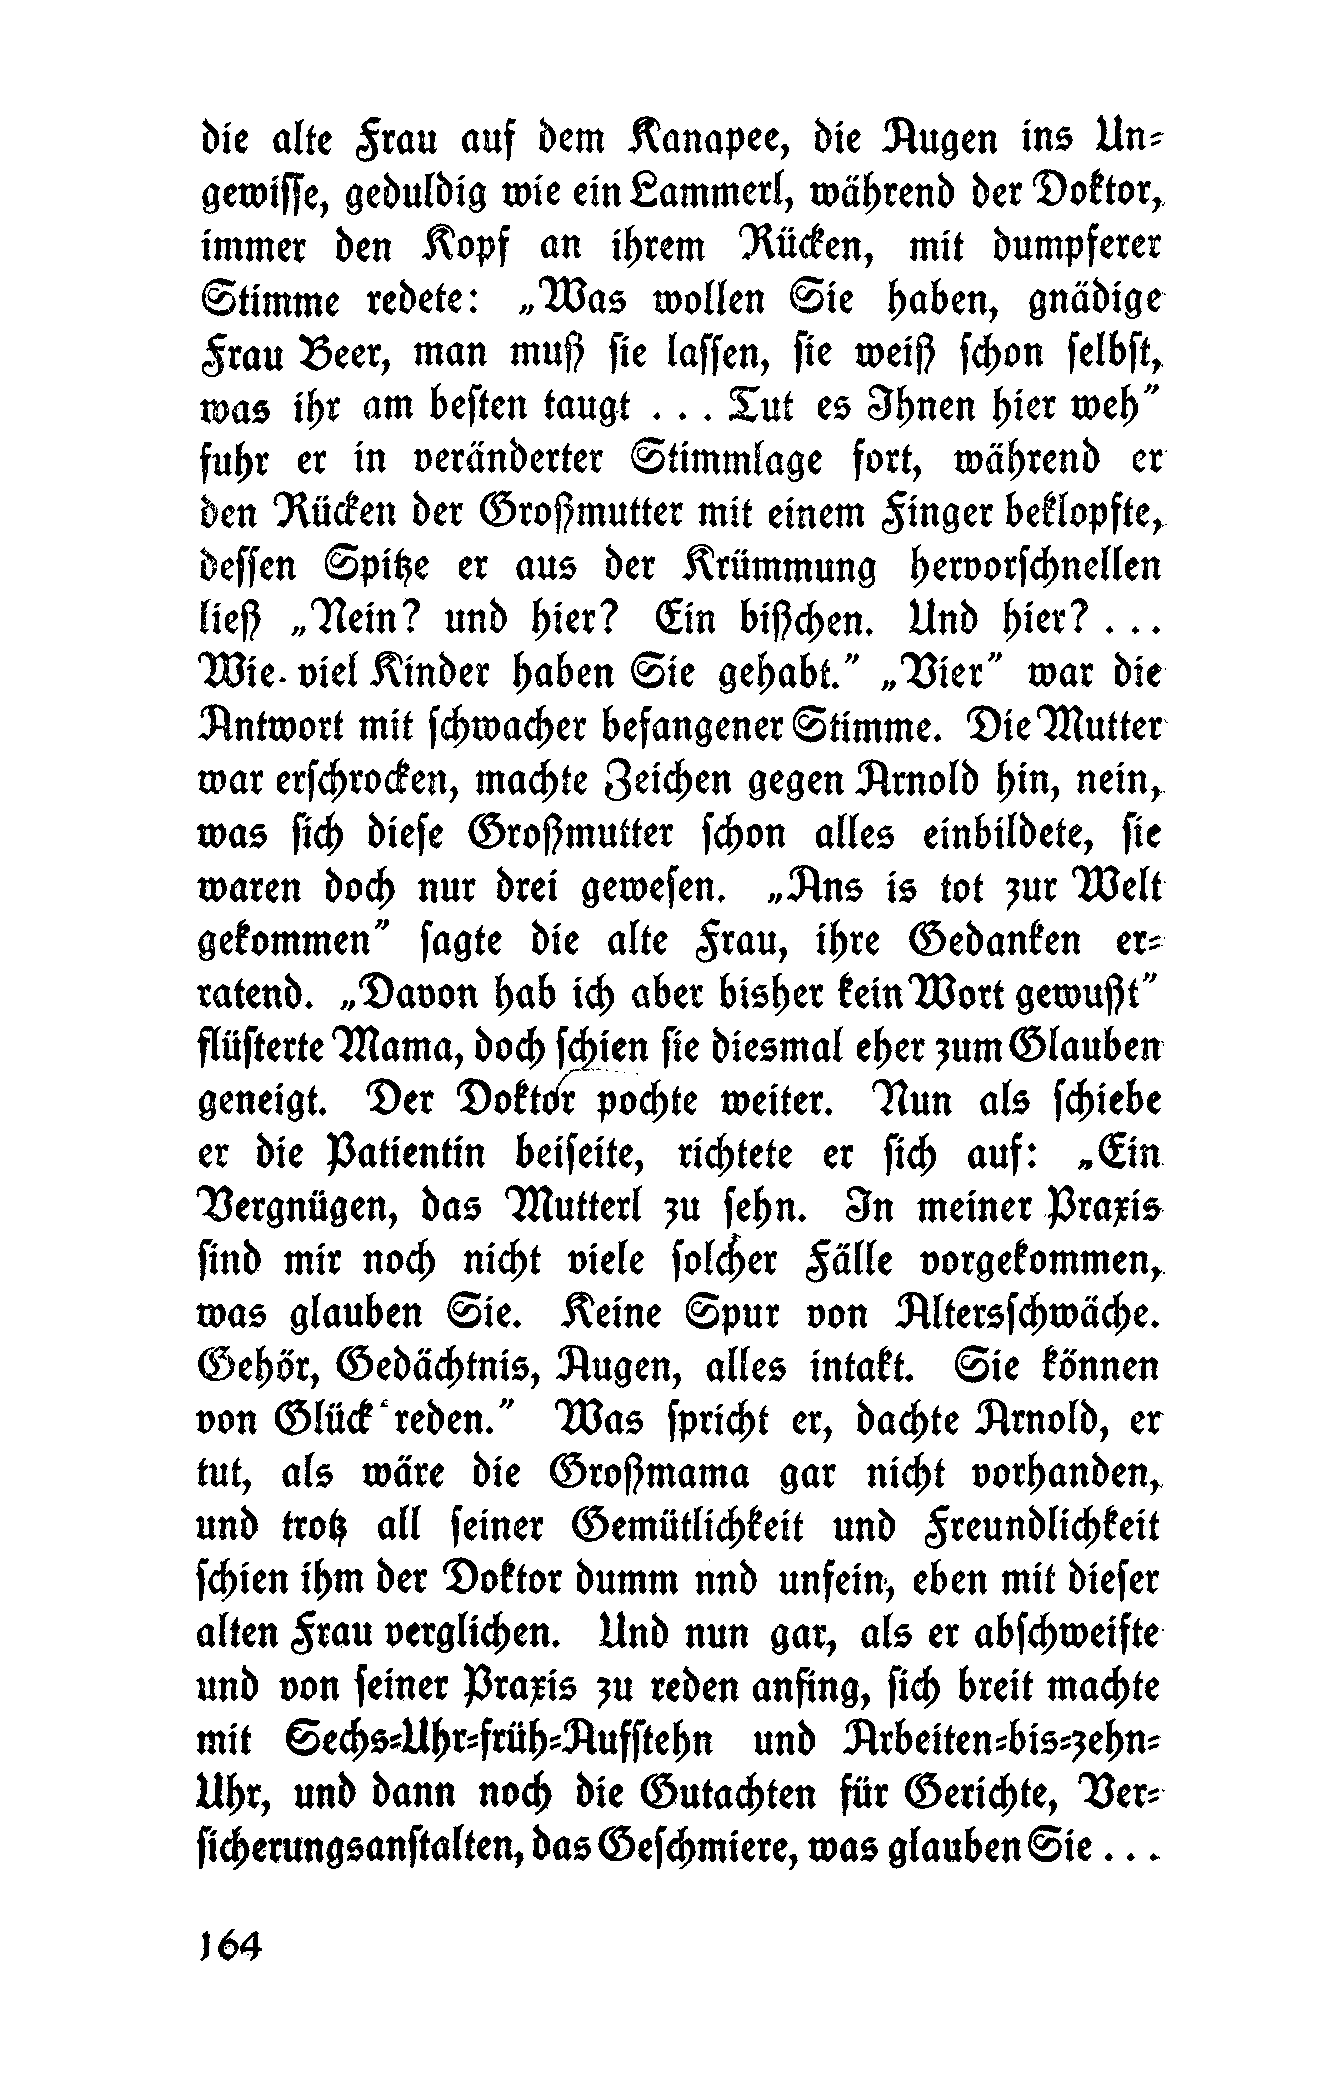 die alte Frau auf dem Kanapee, die Augen ins Un-
gewisse, geduldig wie ein Lammerl, während der Doktor,
immer den Kopf an ihrem Rücken, mit dumpferer
Stimme redete: „Was wollen Sie haben, gnädige
Frau Beer, man muß sie lassen, sie weiß schon selbst,
was ihr am besten taugt . . . Tut es Ihnen hier weh"
fuhr er in veränderter Stimmlage fort, während er
den Rücken der Großmutter mit einem Finger beklopfte,
dessen Spitze er aus der Krümmung hervorschnellen
ließ „Nein? und hier? Ein bißchen. Und hier? . . .
Wie viel Kinder haben Sie gehabt." „Vier" war die
Antwort mit schwacher befangener Stimme. Die Mutter
war erschrocken, machte Zeichen gegen Arnold hin, nein,
was sich diese Großmutter schon alles einbildete, sie
waren doch nur drei gewesen. „Ans is tot zur Welt
gekommen" sagte die alte Frau, ihre Gedanken er-
ratend. „Davon hab ich aber bisher kein Wort gewußt"
flüsterte Mama, doch schien sie diesmal eher zum Glauben
geneigt. Der Doktor pochte weiter. Nun als schiebe
er die Patientin beiseite, richtete er sich auf: „Ein
Vergnügen, das Mutterl zu sehn. In meiner Praxis
sind mir noch nicht viele solcher Fälle vorgekommen,
was glauben Sie. Keine Spur von Altersschwäche.
Gehör, Gedächtnis, Augen, alles intakt. Sie können
von Glück reden." Was spricht er, dachte Arnold, er
tut, als wäre die Großmama gar nicht vorhanden,
und trotz all seiner Gemütlichkeit und Freundlichkeit
schien ihm der Doktor dumm nnd unfein, eben mit dieser
alten Frau verglichen. Und nun gar, als er abschweifte
und von seiner Praxis zu reden anfing, sich breit machte
mit Sechs-Uhr-früh-Aufstehn und Arbeiten-bis-zehn-
Uhr, und dann noch die Gutachten für Gerichte, Ver-
sicherungsanstalten, das Geschmiere, was glauben Sie . . .
164